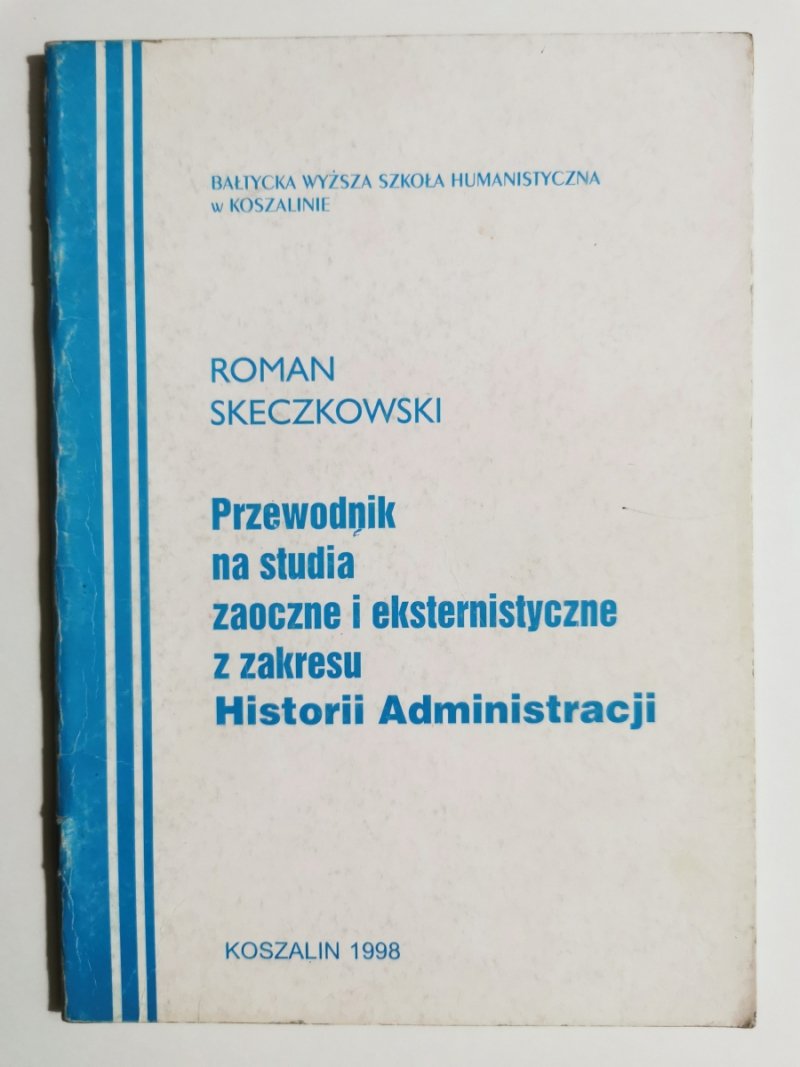 BAŁTYCKA WYŻSZA SZKOŁA HUMANISTYCZNA
w KOSZALINIE
ROMAN
SKECZKOWSKI
Przewodnik
na studia
zaoczne i eksternistyczne
z zakresu
Historii Administracji
KOSZALIN 1998